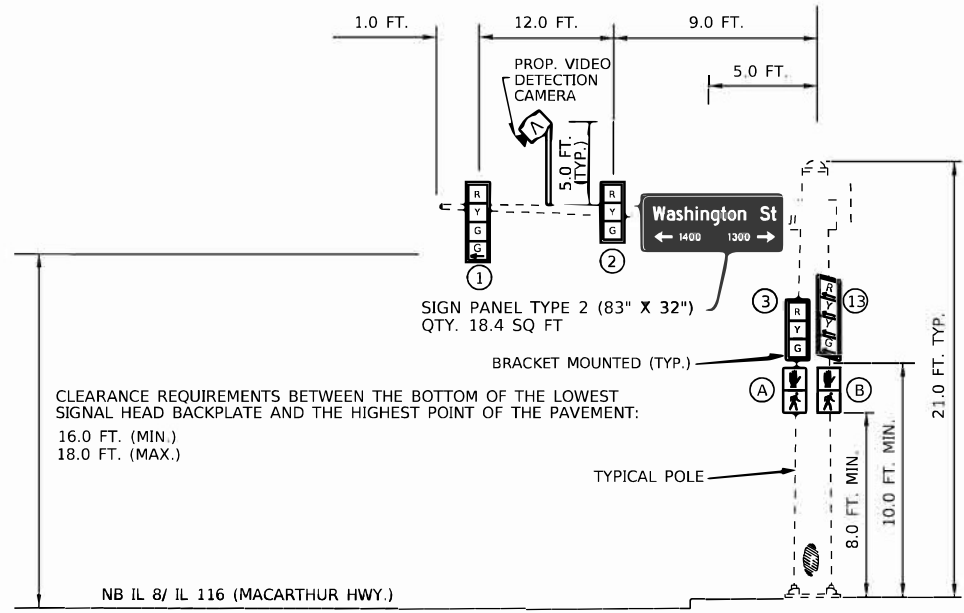 1.0 FT.
12.0 FT.
9.0 FT.
5.0 FT.
PROP. VIDEO
DETECTION
CAMERA
V
5.0 FT.
(TYP.)
R
Y
G
G
1
R
Y
G
2
Washington St
← 1400 1300 →
SIGN PANEL TYPE 2 (83" X 32")
QTY. 18.4 SQ FT
3
R
Y
G
R
Y
Y
G
13
BRACKET MOUNTED (TYP.)
A
B
CLEARANCE REQUIREMENTS BETWEEN THE BOTTOM OF THE LOWEST
SIGNAL HEAD BACKPLATE AND THE HIGHEST POINT OF THE PAVEMENT:
16.0 FT. (MIN.)
18.0 FT. (MAX.)
TYPICAL POLE
8.0 FT. MIN.
10.0 FT. MIN.
21.0 FT. TYP.
NB IL 8/ IL 116 (MACARTHUR HWY.)